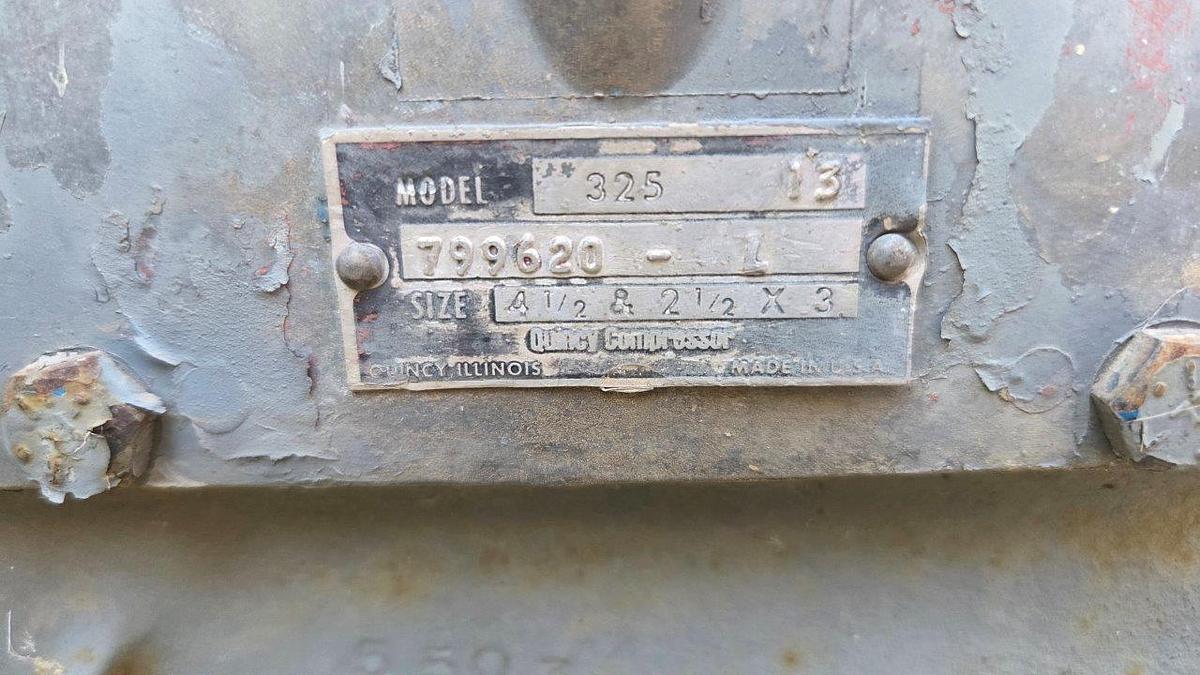 MODEL 325 13
799620 - L
SIZE 4 1/2 & 2 1/2 X 3
Quincy Compressor
QUINCY, ILLINOIS MADE IN U.S.A.